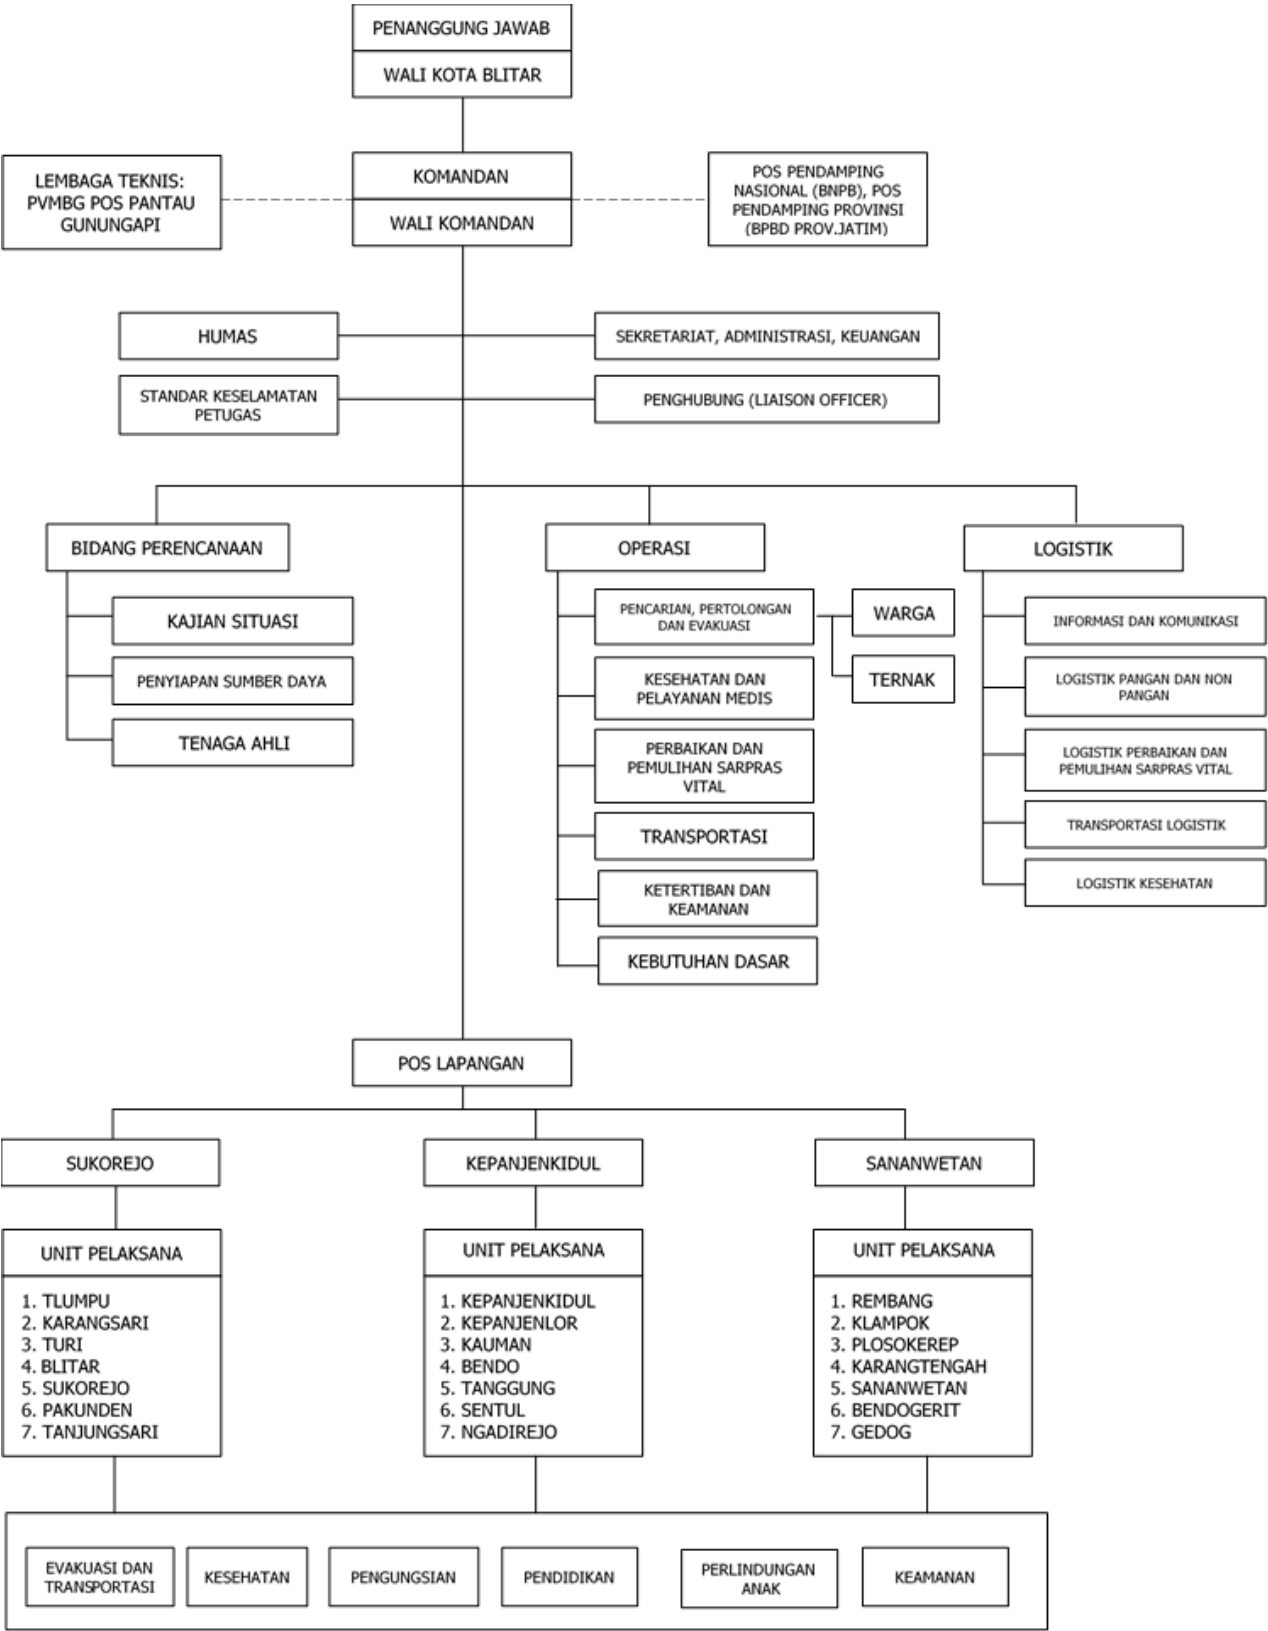 PENANGGUNG JAWAB
WALI KOTA BLITAR
LEMBAGA TEKNIS:
PVMBG POS PANTAU
GUNUNGAPI
KOMANDAN
WALI KOMANDAN
POS PENDAMPING
NASIONAL (BNPB), POS
PENDAMPING PROVINSI
(BPBD PROV.JATIM)
HUMAS
SEKRETARIAT, ADMINISTRASI, KEUANGAN
STANDAR KESELAMATAN
PETUGAS
PENGHUBUNG (LIAISON OFFICER)
BIDANG PERENCANAAN
KAJIAN SITUASI
PENYIAPAN SUMBER DAYA
TENAGA AHLI
OPERASI
PENCARIAN, PERTOLONGAN
DAN EVAKUASI
WARGA
TERNAK
KESEHATAN DAN
PELAYANAN MEDIS
PERBAIKAN DAN
PEMULIHAN SARPRAS
VITAL
TRANSPORTASI
KETERTIBAN DAN
KEAMANAN
KEBUTUHAN DASAR
LOGISTIK
INFORMASI DAN KOMUNIKASI
LOGISTIK PANGAN DAN NON
PANGAN
LOGISTIK PERBAIKAN DAN
PEMULIHAN SARPRAS VITAL
TRANSPORTASI LOGISTIK
LOGISTIK KESEHATAN
POS LAPANGAN
SUKOREJO
UNIT PELAKSANA
1. TLUMPU
2. KARANGSARI
3. TURI
4. BLITAR
5. SUKOREJO
6. PAKUNDEN
7. TANJUNGSARI
KEPANJENKIDUL
UNIT PELAKSANA
1. KEPANJENKIDUL
2. KEPANJENLOR
3. KAUMAN
4. BENDO
5. TANGGUNG
6. SENTUL
7. NGADIREJO
SANANWETAN
UNIT PELAKSANA
1. REMBANG
2. KLAMPOK
3. PLOSOKEREP
4. KARANGTENGAH
5. SANANWETAN
6. BENDOGERIT
7. GEDOG
EVAKUASI DAN
TRANSPORTASI
KESEHATAN
PENGUNGSIAN
PENDIDIKAN
PERLINDUNGAN
ANAK
KEAMANAN